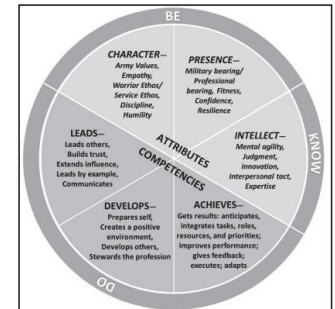 BE
CHARACTER—
Army Values,
Empathy,
Warrior Ethos/
Service Ethos,
Discipline,
Humility
PRESENCE—
Military bearing/
Professional
bearing, Fitness,
Confidence,
Resilience
INTELLECT—
Mental agility,
Judgment,
Innovation,
Interpersonal tact,
Expertise
KNOW
ATTRIBUTES
COMPETENCIES
LEADS—
Leads others,
Builds trust,
Extends influence,
Leads by example,
Communicates
DEVELOPS—
Prepares self,
Creates a positive
environment,
Develops others,
Stewards the profession
ACHIEVES—
Gets results: anticipates,
integrates tasks, roles,
resources, and priorities;
improves performance;
gives feedback;
executes; adapts
DO